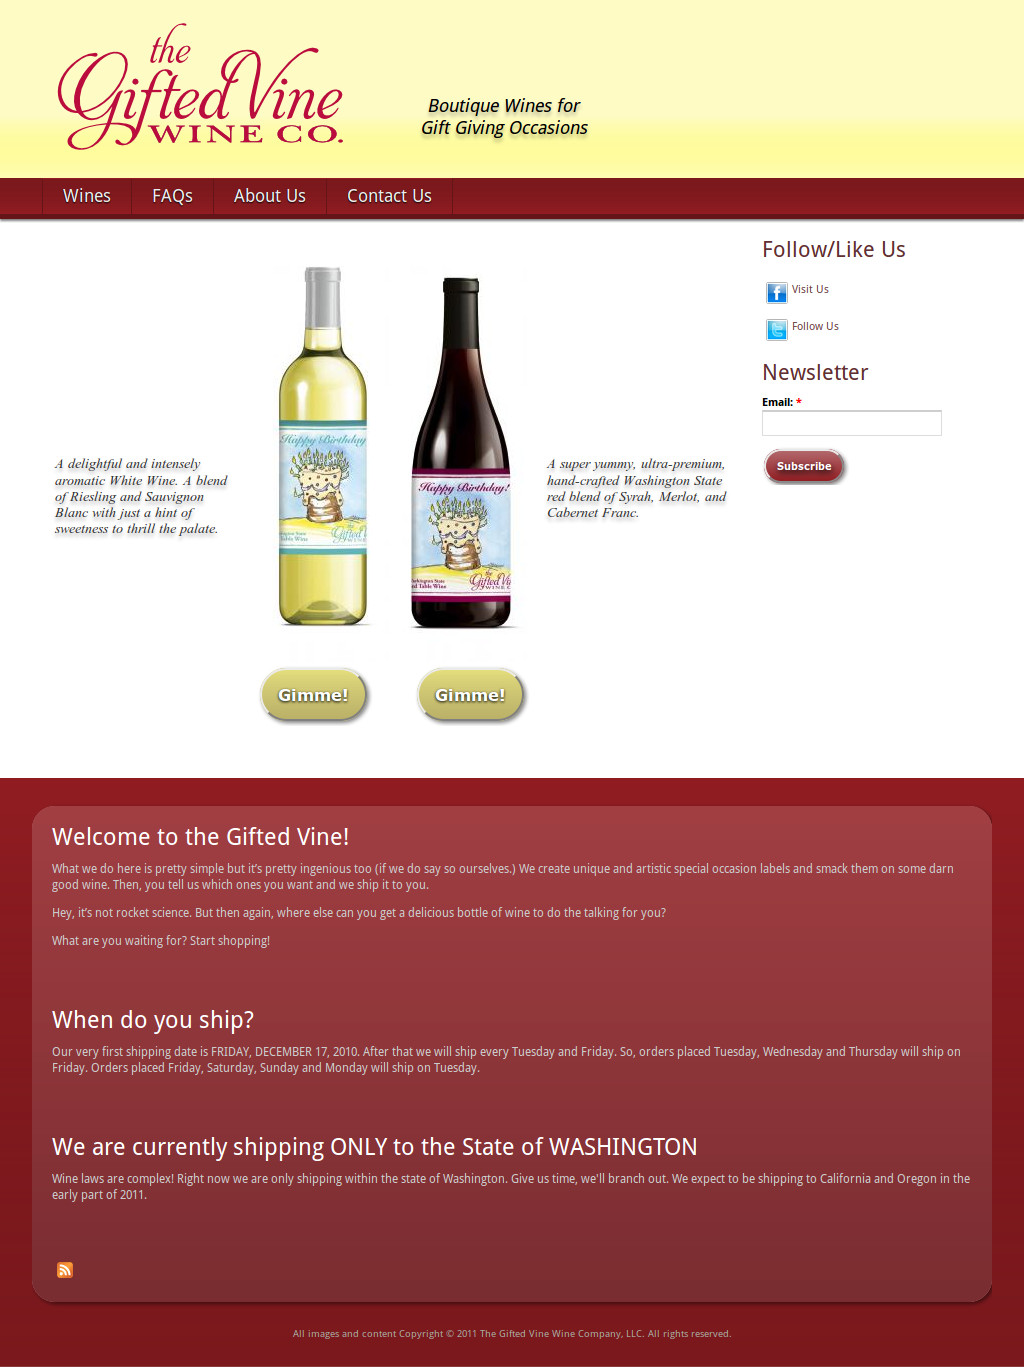 the
Gifted Vine
WINE CO.
Boutique Wines for
Gift Giving Occasions
Wines
FAQs
About Us
Contact Us
Follow/Like Us
Visit Us
Follow Us
Newsletter
Email: *
Subscribe
A delightful and intensely
aromatic White Wine. A blend
of Riesling and Sauvignon
Blanc with just a hint of
sweetness to thrill the palate.
Happy Birthday
Table Wine
Happy Birthday!
Washington State
Table Wine
the
Gifted
WINE C
A super yummy, ultra-premium,
hand-crafted Washington State
red blend of Syrah, Merlot, and
Cabernet Franc.
Gimme!
Gimme!
Welcome to the Gifted Vine!
What we do here is pretty simple but it’s pretty ingenious too (if we do say so ourselves.) We create unique and artistic special occasion labels and smack them on some darn
good wine. Then, you tell us which ones you want and we ship it to you.
Hey, it’s not rocket science. But then again, where else can you get a delicious bottle of wine to do the talking for you?
What are you waiting for? Start shopping!
When do you ship?
Our very first shipping date is FRIDAY, DECEMBER 17, 2010. After that we will ship every Tuesday and Friday. So, orders placed Tuesday, Wednesday and Thursday will ship on
Friday. Orders placed Friday, Saturday, Sunday and Monday will ship on Tuesday.
We are currently shipping ONLY to the State of WASHINGTON
Wine laws are complex! Right now we are only shipping within the state of Washington. Give us time, we'll branch out. We expect to be shipping to California and Oregon in the
early part of 2011.
All images and content Copyright © 2011 The Gifted Vine Wine Company, LLC. All rights reserved.